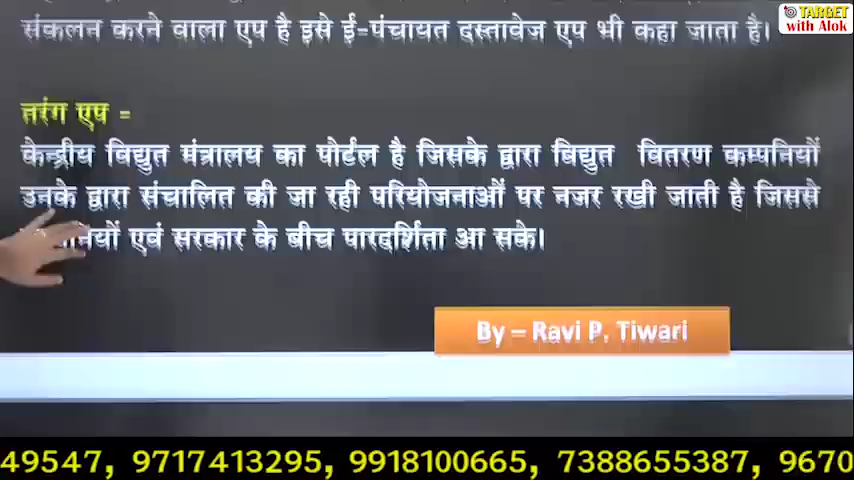 TARGET
with Alok
संकलन करने वाला एप है इसे ई-पंचायत दस्तावेज एप भी कहा जाता है।
तरंग एप =
केन्द्रीय विद्युत मंत्रालय का पोर्टल है जिसके द्वारा विद्युत वितरण कम्पनियों
उनके द्वारा संचालित की जा रही परियोजनाओं पर नजर रखी जाती है जिससे
एवं सरकार के बीच पारदर्शिता आ सके।
By – Ravi P. Tiwari
49547, 9717413295, 9918100665, 7388655387, 9670